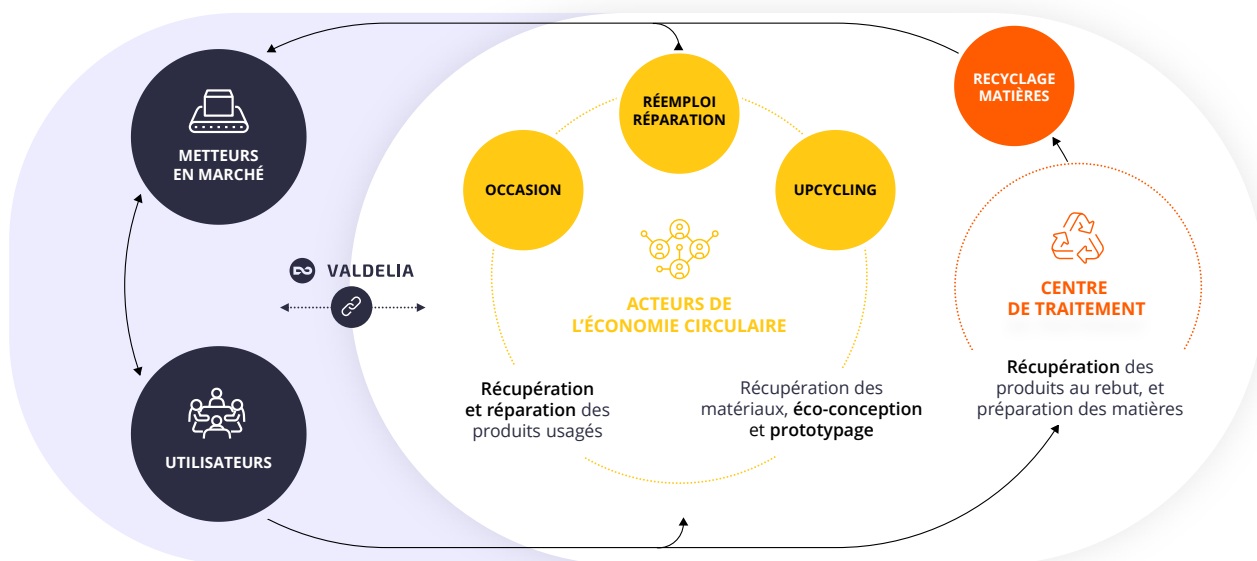 METTEURS
EN MARCHÉ
UTILISATEURS
VALDELIA
OCCASION
RÉEMPLOI
RÉPARATION
UPCYCLING
ACTEURS DE
L'ÉCONOMIE CIRCULAIRE
Récupération
et réparation des
produits usagés
Récupération des
matériaux, éco-conception
et prototypage
RECYCLAGE
MATIÈRES
CENTRE
DE TRAITEMENT
Récupération des
produits au rebut, et
préparation des matières